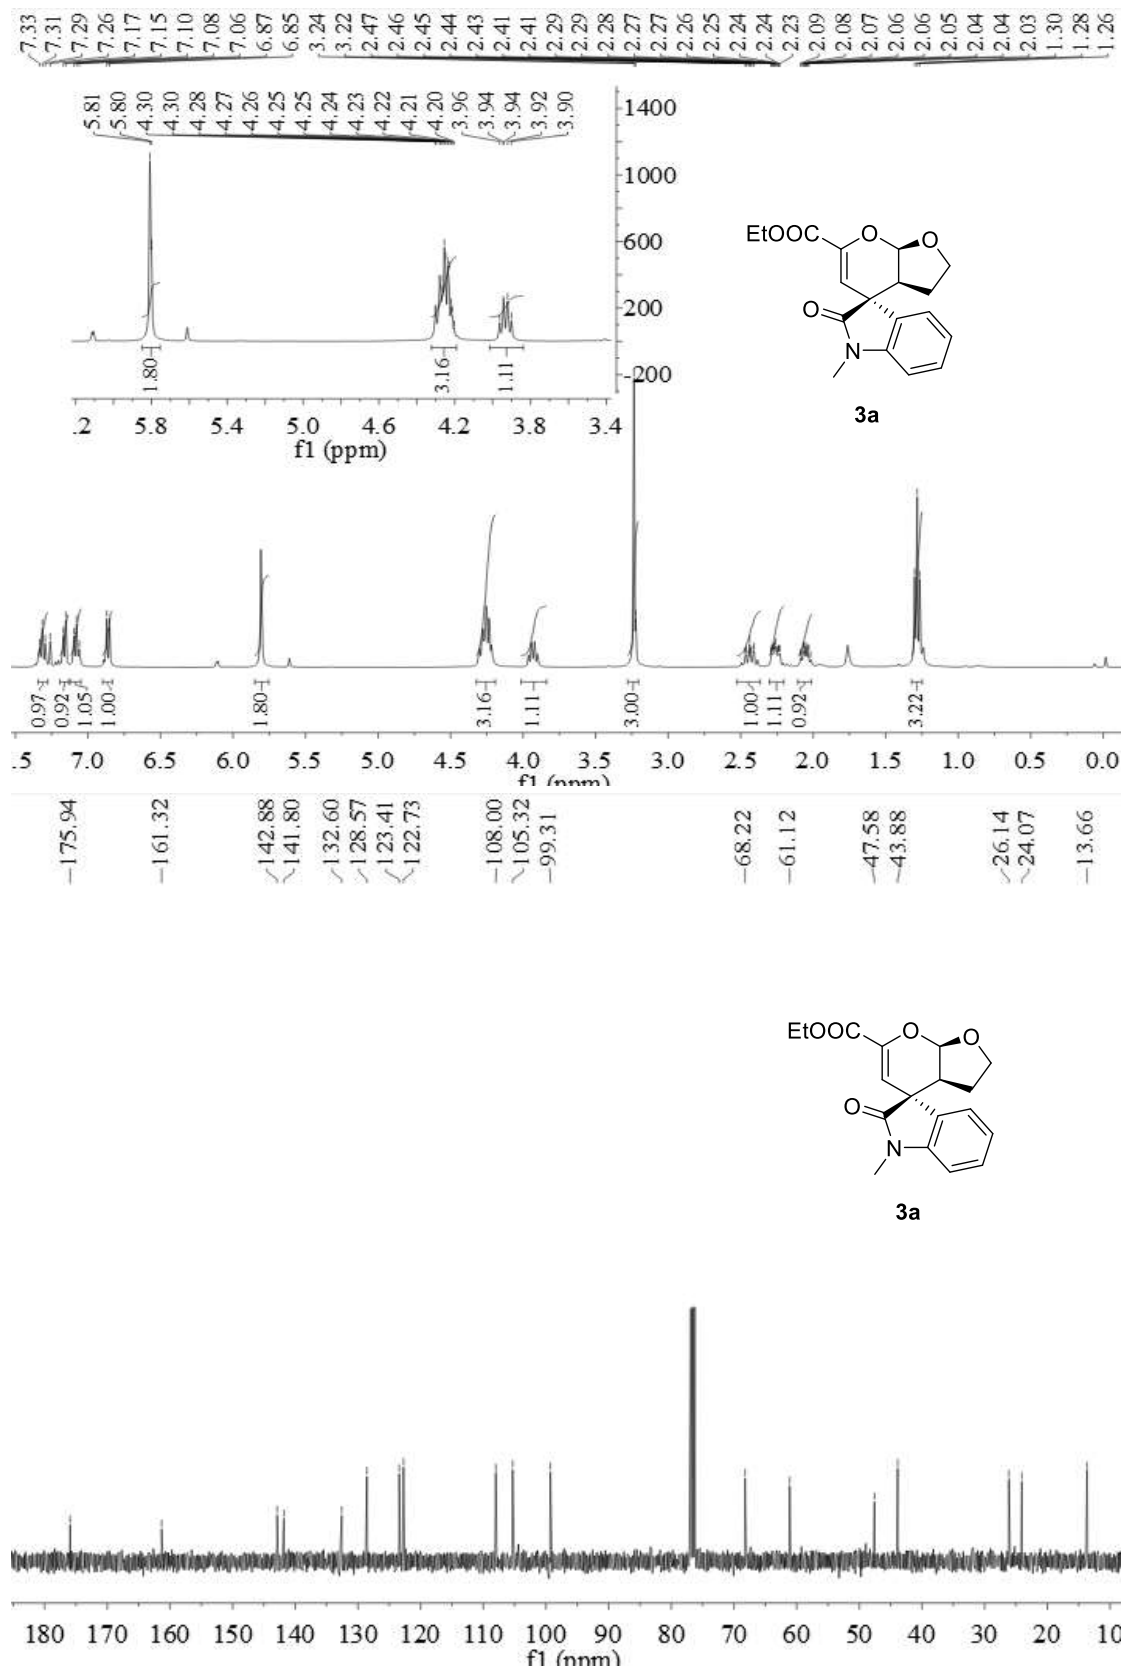 7.33 7.31 7.29 7.26 7.17 7.15 7.10 7.08 7.06 6.87 6.85 3.24 3.22 2.47 2.46 2.45 2.44 2.43 2.41 2.41 2.29 2.29 2.28 2.27 2.27 2.26 2.25 2.24 2.24 2.23 2.09 2.08 2.07 2.06 2.06 2.05 2.04 2.04 2.03 1.30 1.28 1.26
5.81 5.80 4.30 4.30 4.28 4.27 4.26 4.25 4.25 4.24 4.23 4.22 4.21 4.20 3.96 3.94 3.94 3.92 3.90
1400
1000
600
200
-200
1.80 3.16 1.11
.2 5.8 5.4 5.0 4.6 4.2 3.8 3.4
f1 (ppm)
EtOOC O O
O
N
3a
0.97 0.92 1.05 1.00 1.80 3.16 1.11 3.00 1.00 1.11 0.92 3.22
.5 7.0 6.5 6.0 5.5 5.0 4.5 4.0 3.5 3.0 2.5 2.0 1.5 1.0 0.5 0.0
f1 (ppm)
175.94 161.32 142.88 141.80 132.60 128.57 123.41 122.73 108.00 105.32 99.31 68.22 61.12 47.58 43.88 26.14 24.07 13.66
EtOOC O O
O
N
3a
180 170 160 150 140 130 120 110 100 90 80 70 60 50 40 30 20 10
f1 (ppm)